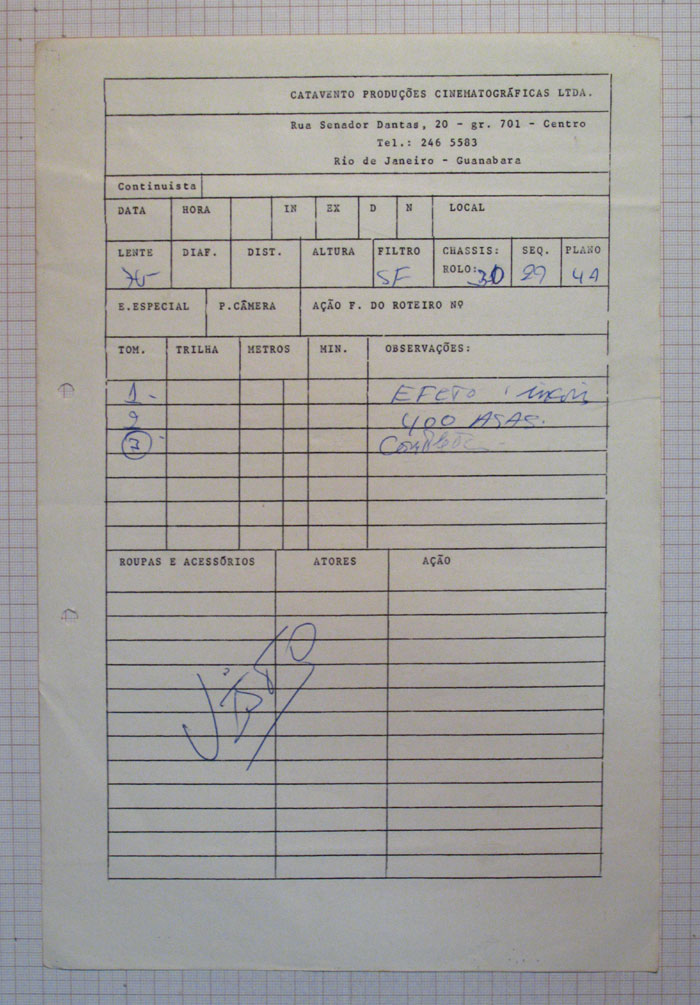 CATAVENTO PRODUÇÕES CINEMATOGRÁFICAS LTDA.
Rua Senador Dantas, 20 - gr. 701 - Centro
Tel.: 246 5583
Rio de Janeiro - Guanabara
Continuista
DATA HORA IN EX D N LOCAL
LENTE DIAF. DIST. ALTURA FILTRO CHASSIS: SEQ. PLANO
SF ROLO: 30 29 4A
E.ESPECIAL P.CÂMERA AÇÃO F. DO ROTEIRO Nº
TOM. TRILHA METROS MIN. OBSERVAÇÕES:
1 - EFETO
2 400 ASAS.
3
ROUPAS E ACESSÓRIOS ATORES AÇÃO
VISTO